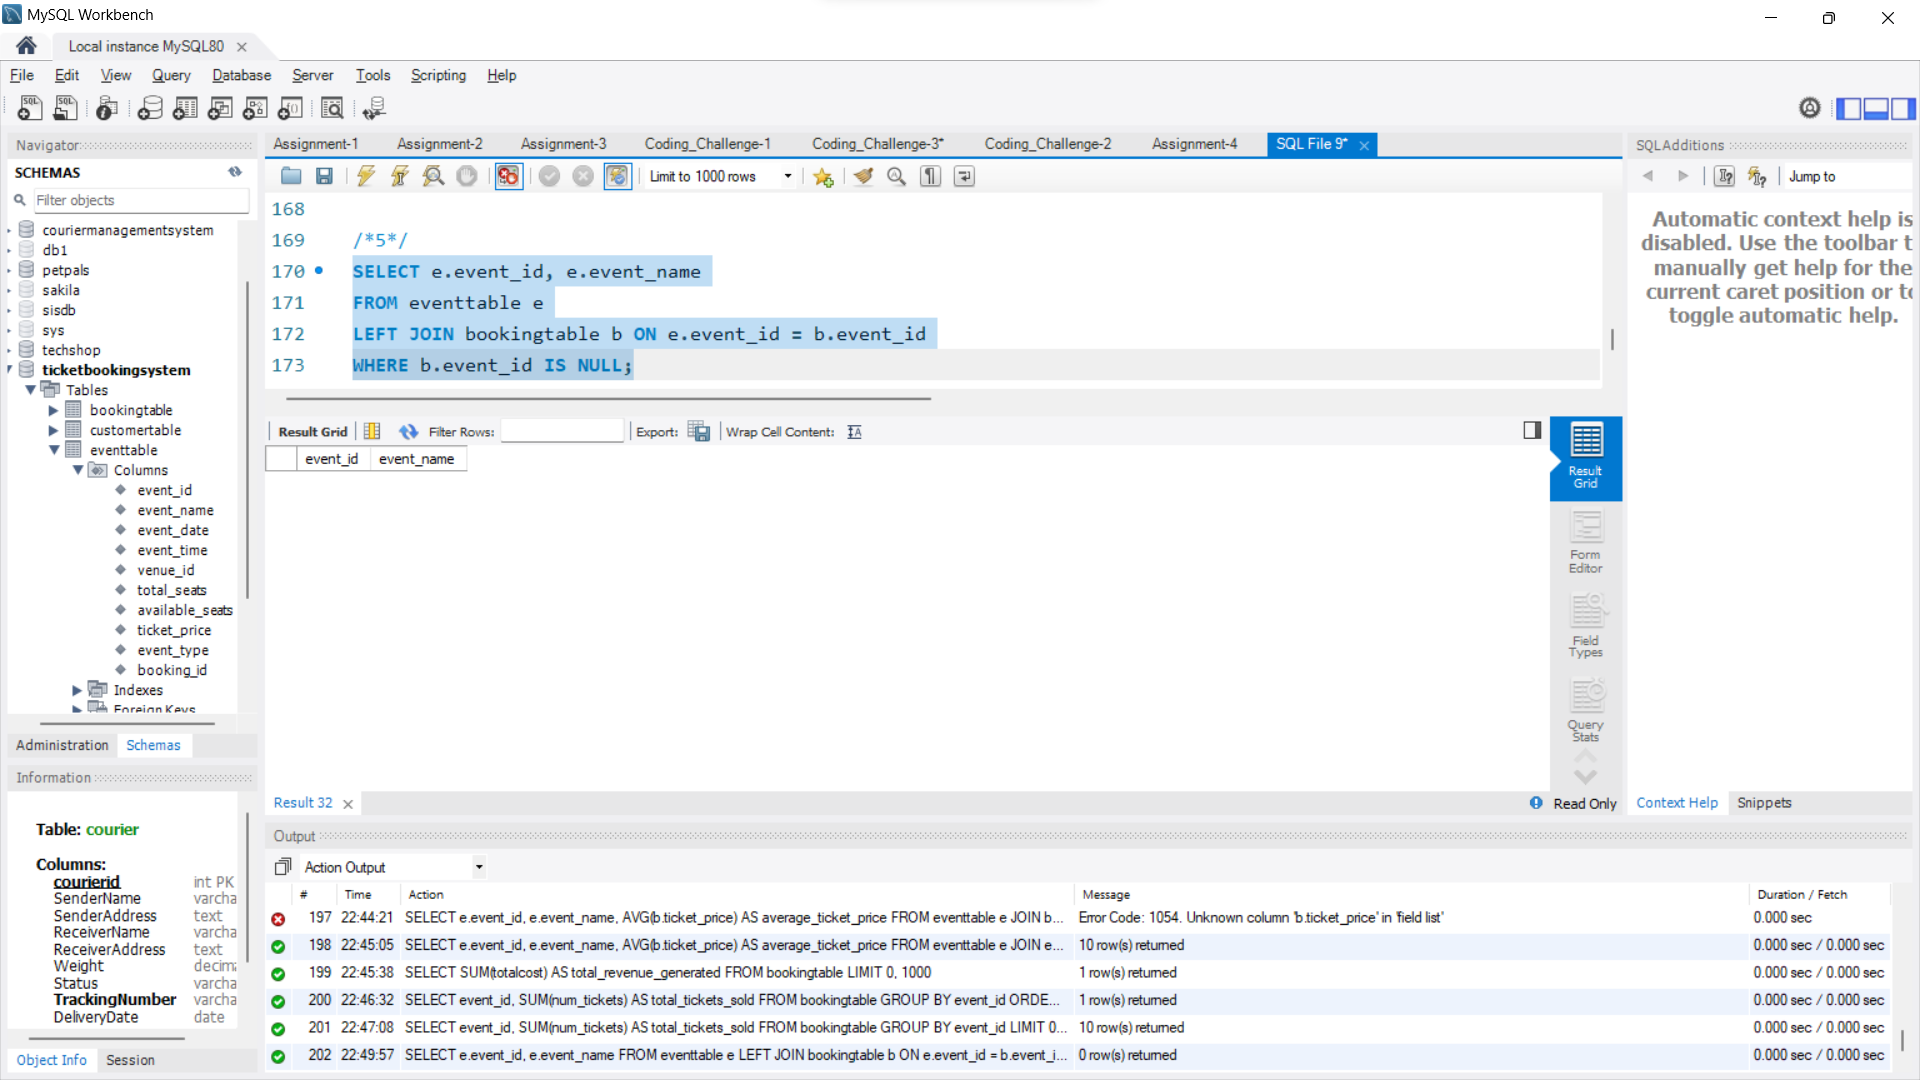 MySQL Workbench
Local instance MySQL80
File Edit View Query Database Server Tools Scripting Help
Navigator
SCHEMAS
Filter objects
couriermanagementsystem
db1
petpals
sakila
sisdb
sys
techshop
ticketbookingsystem
Tables
bookingtable
customertable
eventtable
Columns
event_id
event_name
event_date
event_time
venue_id
total_seats
available_seats
ticket_price
event_type
booking_id
Indexes
Foreign Keys
Administration Schemas
Information
Table: courier
Columns:
courierid int PK
SenderName varcha
SenderAddress text
ReceiverName varcha
ReceiverAddress text
Weight decim
Status varcha
TrackingNumber varcha
DeliveryDate date
Object Info Session
Assignment-1 Assignment-2 Assignment-3 Coding_Challenge-1 Coding_Challenge-3* Coding_Challenge-2 Assignment-4 SQL File 9*
Limit to 1000 rows
168
169 /*5*/
170 SELECT e.event_id, e.event_name
171 FROM eventtable e
172 LEFT JOIN bookingtable b ON e.event_id = b.event_id
173 WHERE b.event_id IS NULL;
Result Grid Filter Rows: Export: Wrap Cell Content:
event_id event_name
Result Grid
Form Editor
Field Types
Query Stats
Result 32
Read Only
SQLAdditions
Jump to
Automatic context help is
disabled. Use the toolbar t
manually get help for the
current caret position or to
toggle automatic help.
Context Help Snippets
Output
Action Output
# Time Action Message Duration / Fetch
197 22:44:21 SELECT e.event_id, e.event_name, AVG(b.ticket_price) AS average_ticket_price FROM eventtable e JOIN b... Error Code: 1054. Unknown column 'b.ticket_price' in 'field list' 0.000 sec
198 22:45:05 SELECT e.event_id, e.event_name, AVG(b.ticket_price) AS average_ticket_price FROM eventtable e JOIN e... 10 row(s) returned 0.000 sec / 0.000 sec
199 22:45:38 SELECT SUM(totalcost) AS total_revenue_generated FROM bookingtable LIMIT 0, 1000 1 row(s) returned 0.000 sec / 0.000 sec
200 22:46:32 SELECT event_id, SUM(num_tickets) AS total_tickets_sold FROM bookingtable GROUP BY event_id ORDE... 1 row(s) returned 0.000 sec / 0.000 sec
201 22:47:08 SELECT event_id, SUM(num_tickets) AS total_tickets_sold FROM bookingtable GROUP BY event_id LIMIT 0... 10 row(s) returned 0.000 sec / 0.000 sec
202 22:49:57 SELECT e.event_id, e.event_name FROM eventtable e LEFT JOIN bookingtable b ON e.event_id = b.event_i... 0 row(s) returned 0.000 sec / 0.000 sec